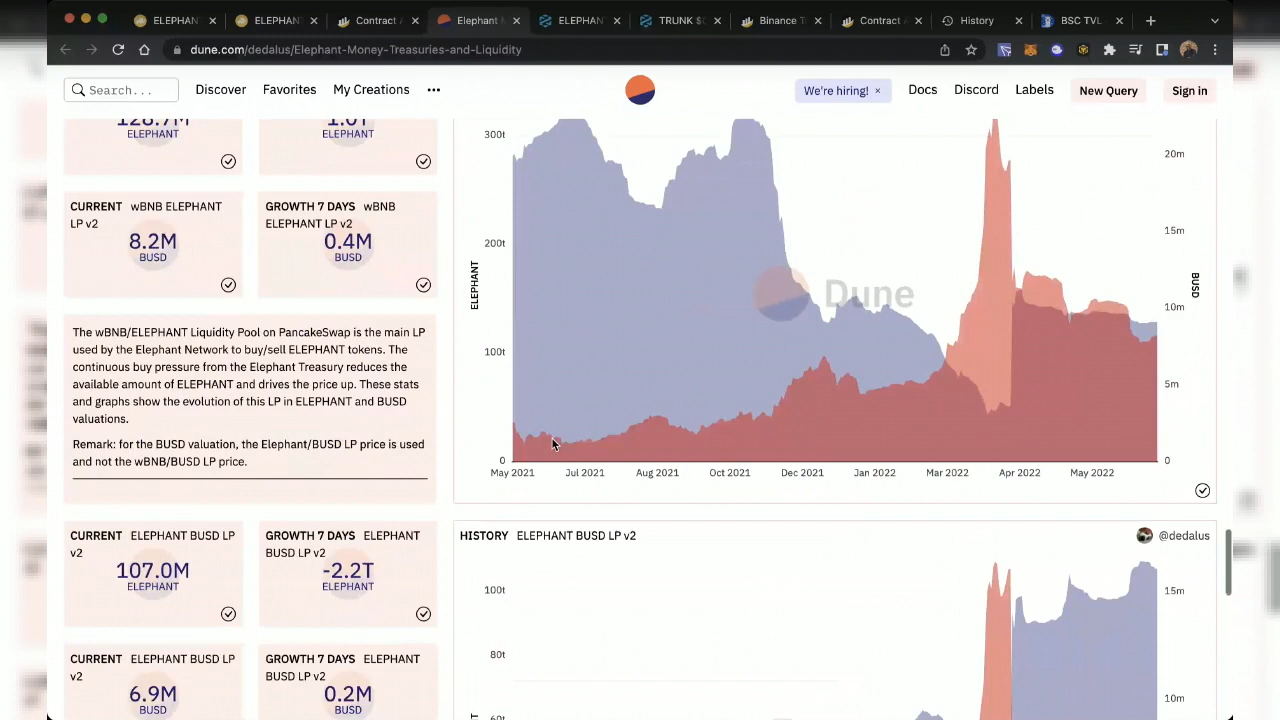 ELEPHAN
ELEPHANT
Contract A
Elephant M
ELEPHAN
TRUNK $0
Binance T
Contract A
History
BSC TVL
dune.com/dedalus/Elephant-Money-Treasuries-and-Liquidity
Search...
Discover
Favorites
My Creations
We're hiring! ×
Docs
Discord
Labels
New Query
Sign in
128.7M
ELEPHANT
1.0T
ELEPHANT
CURRENT wBNB ELEPHANT
LP v2
8.2M
BUSD
GROWTH 7 DAYS wBNB
ELEPHANT LP v2
0.4M
BUSD
The wBNB/ELEPHANT Liquidity Pool on PancakeSwap is the main LP
used by the Elephant Network to buy/sell ELEPHANT tokens. The
continuous buy pressure from the Elephant Treasury reduces the
available amount of ELEPHANT and drives the price up. These stats
and graphs show the evolution of this LP in ELEPHANT and BUSD
valuations.
Remark: for the BUSD valuation, the Elephant/BUSD LP price is used
and not the wBNB/BUSD LP price.
300t
200t
100t
0
ELEPHANT
Dune
20m
15m
10m
5m
0
BUSD
May 2021
Jul 2021
Aug 2021
Oct 2021
Dec 2021
Jan 2022
Mar 2022
Apr 2022
May 2022
CURRENT ELEPHANT BUSD LP
v2
107.0M
ELEPHANT
GROWTH 7 DAYS ELEPHANT
BUSD LP v2
-2.2T
ELEPHANT
CURRENT ELEPHANT BUSD LP
v2
6.9M
BUSD
GROWTH 7 DAYS ELEPHANT
BUSD LP v2
0.2M
BUSD
HISTORY ELEPHANT BUSD LP v2
@dedalus
100t
80t
60t
15m
10m